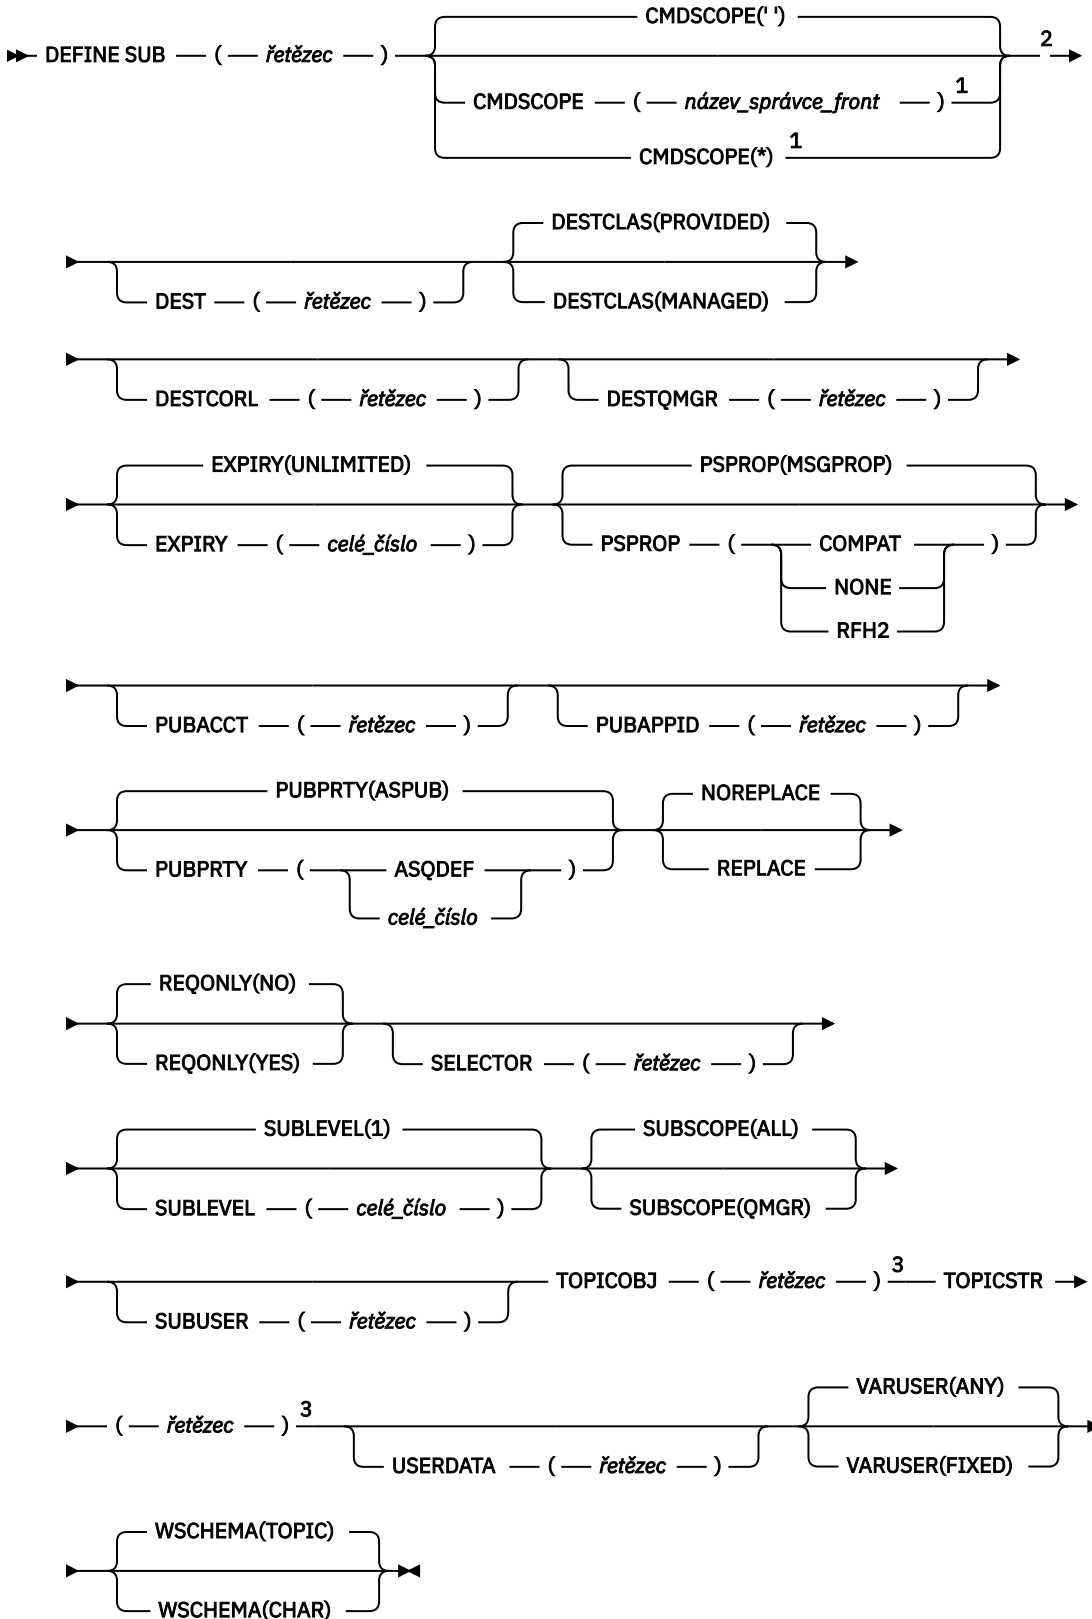 CMDSCOPE(' ')
DEFINE SUB ( řetězec ) 2
CMDSCOPE ( název_správce_front ) 1
CMDSCOPE(*) 1
DESTCLAS(PROVIDED)
DEST ( řetězec ) DESTCLAS(MANAGED)
DESTCORL ( řetězec ) DESTQMGR ( řetězec )
EXPIRY(UNLIMITED) PSPROP(MSGPROP)
EXPIRY ( celé_číslo ) PSPROP ( COMPAT )
NONE
RFH2
PUBACCT ( řetězec ) PUBAPPID ( řetězec )
PUBPRTY(ASPUB) NOREPLACE
PUBPRTY ( ASQDEF ) REPLACE
celé_číslo
REQONLY(NO)
REQONLY(YES) SELECTOR ( řetězec )
SUBLEVEL(1) SUBSCOPE(ALL)
SUBLEVEL ( celé_číslo ) SUBSCOPE(QMGR)
TOPICOBJ ( řetězec ) 3 TOPICSTR
SUBUSER ( řetězec )
VARUSER(ANY)
( řetězec ) 3
USERDATA ( řetězec ) VARUSER(FIXED)
WSCHEMA(TOPIC)
WSCHEMA(CHAR)